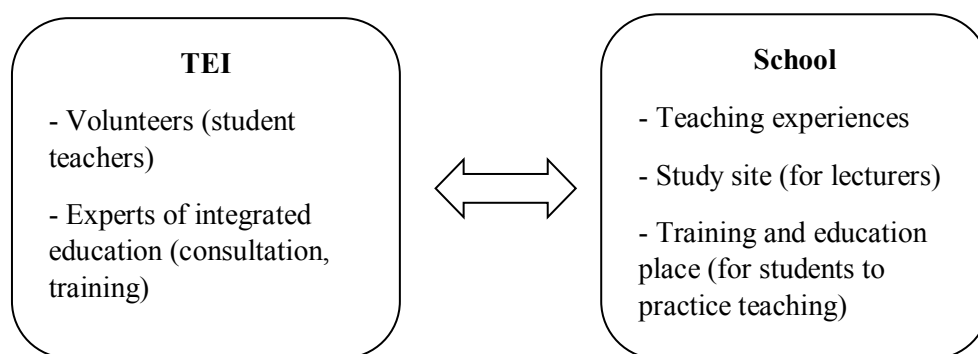 TEI
- Volunteers (student
teachers)
- Experts of integrated
education (consultation,
training)
School
- Teaching experiences
- Study site (for lecturers)
- Training and education
place (for students to
practice teaching)